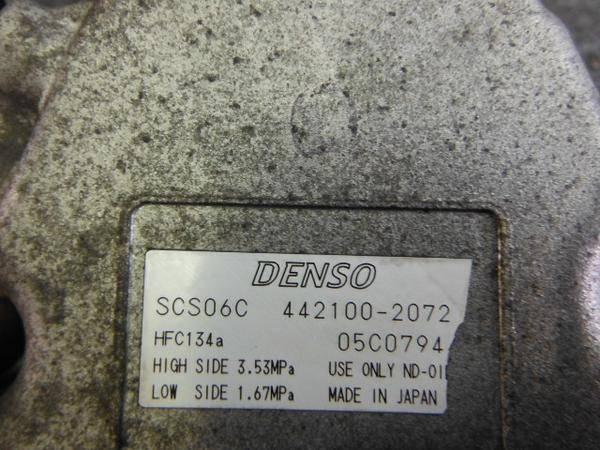 DENSO
SCS06C 442100-2072
HFC134a 05C0794
HIGH SIDE 3.53MPa USE ONLY ND-OI
LOW SIDE 1.67MPa MADE IN JAPAN